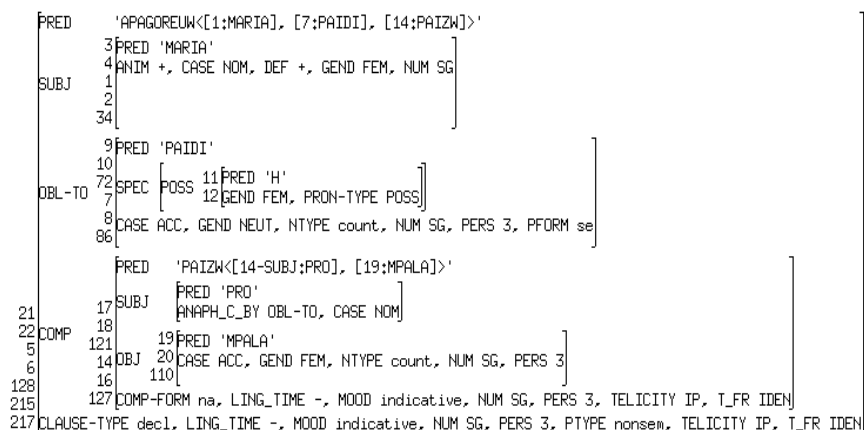 PRED 'APAGOREUW<[1:MARIA], [7:PAIDI], [14:PAIZW]>'
3 PRED 'MARIA'
4 ANIM +, CASE NOM, DEF +, GEND FEM, NUM SG
SUBJ 1
2
34
9 PRED 'PAIDI'
10
OBL-TO 72 SPEC POSS 11 PRED 'H'
7 12 GEND FEM, PRON-TYPE POSS
8 CASE ACC, GEND NEUT, NTYPE count, NUM SG, PERS 3, PFORM se
86
PRED 'PAIZW<[14-SUBJ:PRO], [19:MPALA]>'
17 SUBJ PRED 'PRO'
ANAPH_C_BY OBL-TO, CASE NOM
21
18
22 COMP 121 19 PRED 'MPALA'
5 14 OBJ 20 CASE ACC, GEND FEM, NTYPE count, NUM SG, PERS 3
6 16 110
128 127 COMP-FORM na, LING_TIME -, MOOD indicative, NUM SG, PERS 3, TELICITY IP, T_FR IDEN
215
217 CLAUSE-TYPE decl, LING_TIME -, MOOD indicative, NUM SG, PERS 3, PTYPE nonsem, TELICITY IP, T_FR IDEN